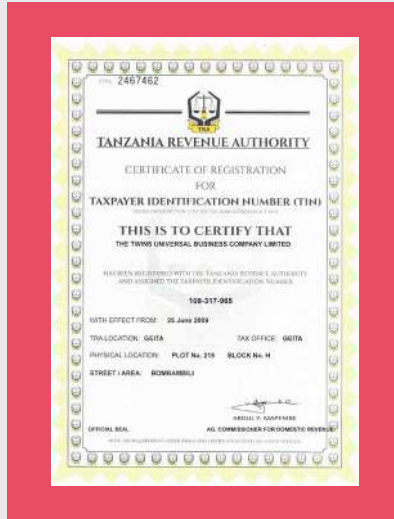 2467462
TRA
TANZANIA REVENUE AUTHORITY
CERTIFICATE OF REGISTRATION
FOR
TAXPAYER IDENTIFICATION NUMBER (TIN)
THIS IS TO CERTIFY THAT
THE TWINS UNIVERSAL BUSINESS COMPANY LIMITED
HAS BEEN REGISTERED WITH THE TANZANIA REVENUE AUTHORITY
AND ASSIGNED THE TAXPAYER IDENTIFICATION NUMBER
108-317-965
WITH EFFECT FROM: 25 June 2009
TRA LOCATION: GEITA TAX OFFICE: GEITA
PHYSICAL LOCATION: PLOT No. 215 BLOCK No. H
STREET / AREA: BOMBAMBILI
ABDUL Y. MAPEMBE
OFFICIAL SEAL AG. COMMISSIONER FOR DOMESTIC REVENUE